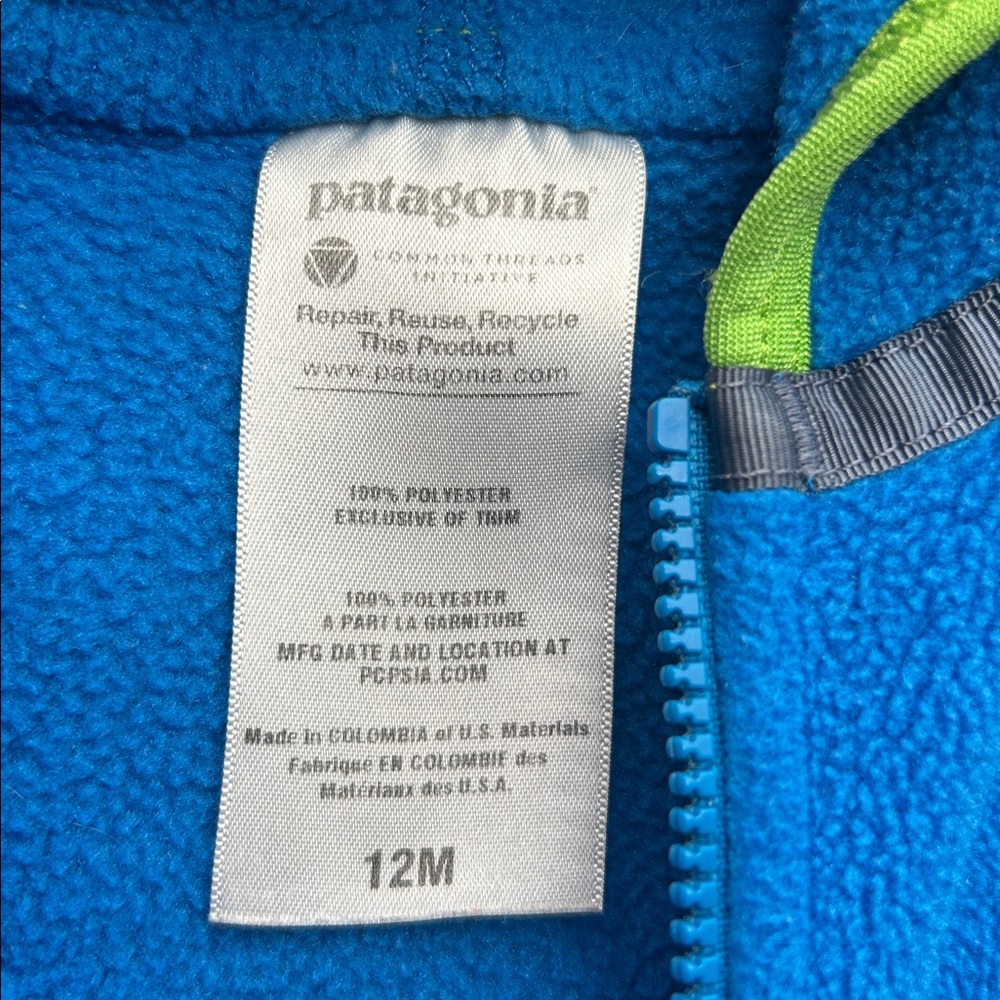 patagonia
COMMON THREADS
INITIATIVE
Repair, Reuse, Recycle
This Product
www.patagonia.com
100% POLYESTER
EXCLUSIVE OF TRIM
100% POLYESTER
A PART LA GARNITURE
MFG DATE AND LOCATION AT
PCPSIA.COM
Made in COLOMBIA of U.S. Materials
Fabrique EN COLOMBIE des
Materiaux des U.S.A.
12M